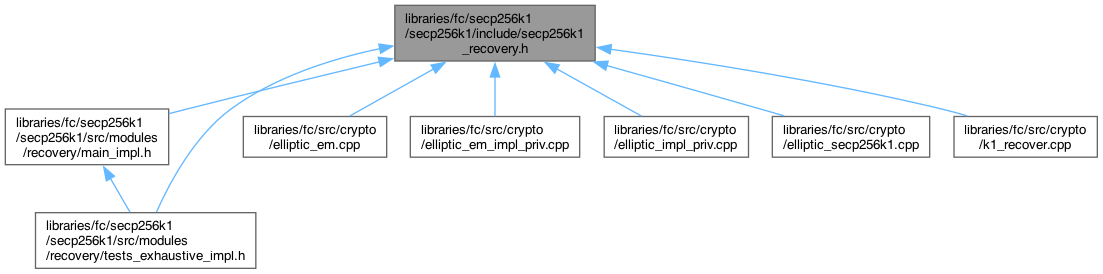 libraries/fc/secp256k1
/secp256k1/include/secp256k1
_recovery.h
libraries/fc/secp256k1
/secp256k1/src/modules
/recovery/main_impl.h
libraries/fc/src/crypto
/elliptic_em.cpp
libraries/fc/src/crypto
/elliptic_em_impl_priv.cpp
libraries/fc/src/crypto
/elliptic_impl_priv.cpp
libraries/fc/src/crypto
/elliptic_secp256k1.cpp
libraries/fc/src/crypto
/k1_recover.cpp
libraries/fc/secp256k1
/secp256k1/src/modules
/recovery/tests_exhaustive_impl.h